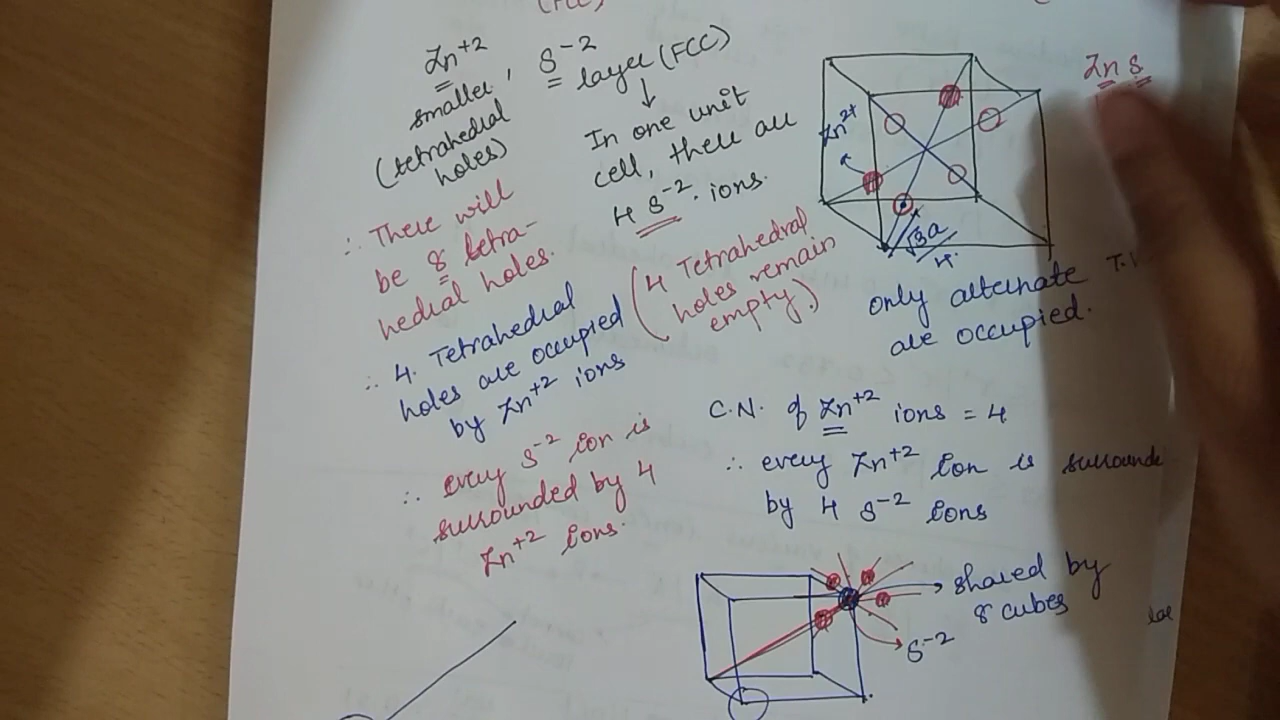 (FCC)
Zn+2
smaller,
(tetrahedral
holes)
S-2
layer (FCC)
↓
In one unit
cell, there are
4 S-2 ions.
∴ There will
be 8 tetra-
hedral holes.
∴ 4 Tetrahedral
holes are occupied
by Zn+2 ions
(4 Tetrahedral
holes remain
empty)
∴ every S-2 ion is
surrounded by 4
Zn+2 ions.
ZnS
Zn2+
√3a
4
only alternate
are occupied.
C.N. of Zn+2 ions = 4
∴ every Zn+2 ion is surrounde
by 4 S-2 ions
shared by
8 cubes
S-2